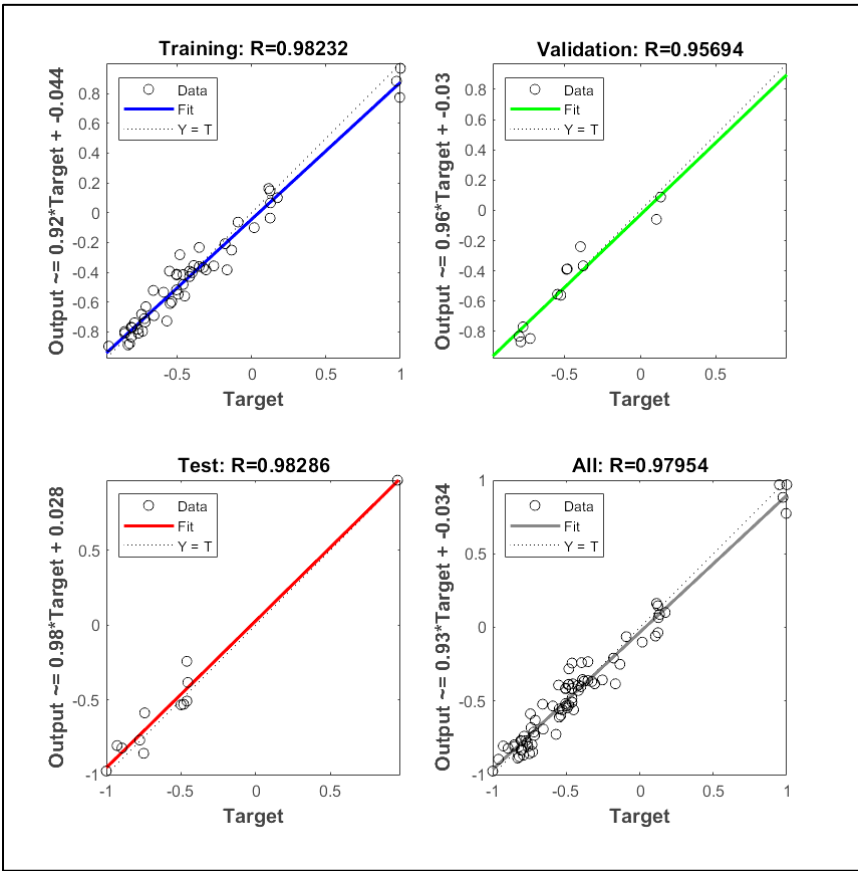 Training: R=0.98232
Output ~= 0.92*Target + -0.044
Data
Fit
Y = T
0.8
0.6
0.4
0.2
0
-0.2
-0.4
-0.6
-0.8
-0.5
0
0.5
1
Target
Validation: R=0.95694
Output ~= 0.96*Target + -0.03
Data
Fit
Y = T
0.8
0.6
0.4
0.2
0
-0.2
-0.4
-0.6
-0.8
-0.5
0
0.5
Target
Test: R=0.98286
Output ~= 0.98*Target + 0.028
Data
Fit
Y = T
0.5
0
-0.5
-1
-1
-0.5
0
0.5
Target
All: R=0.97954
Output ~= 0.93*Target + -0.034
Data
Fit
Y = T
1
0.5
0
-0.5
-1
-1
-0.5
0
0.5
1
Target